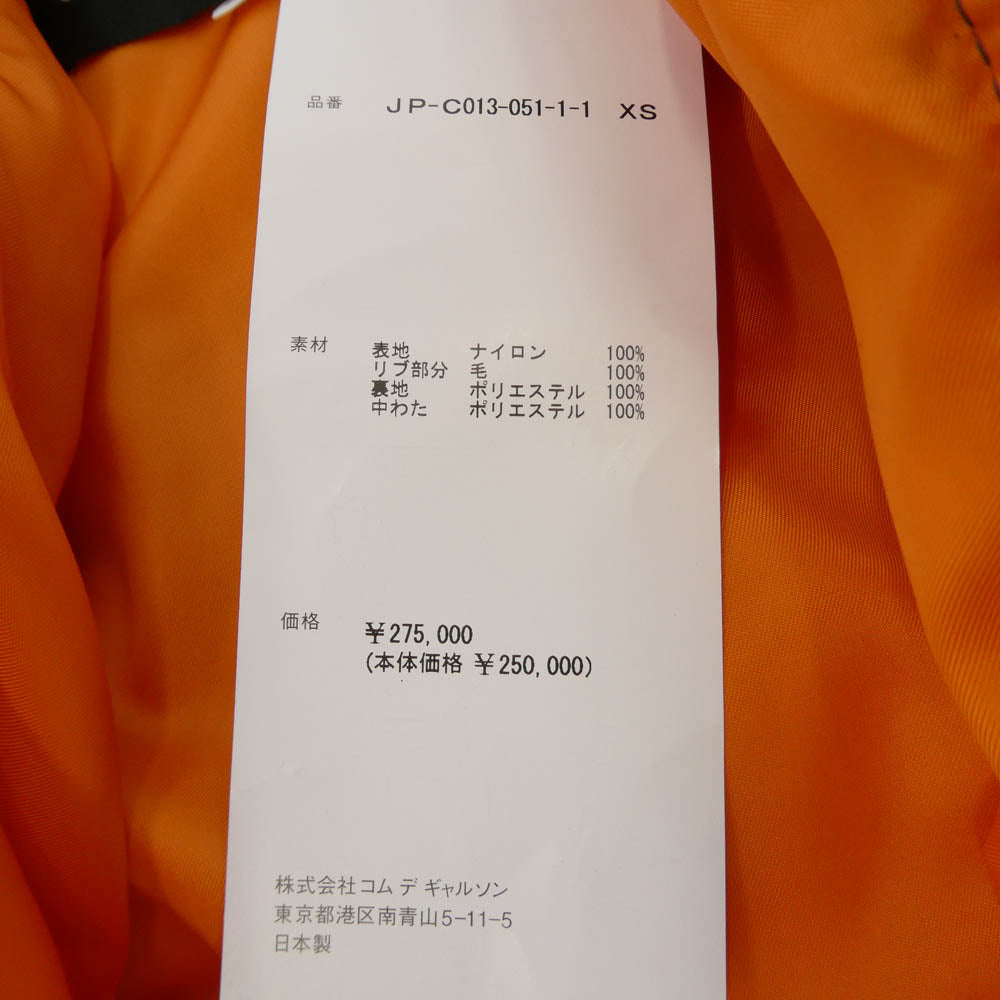 品番 JP-C013-051-1-1 XS
素材 表地 ナイロン 100%
リブ部分 毛 100%
裏地 ポリエステル 100%
中わた ポリエステル 100%
価格 ¥275,000
(本体価格 ¥250,000)
株式会社コム デ ギャルソン
東京都港区南青山5-11-5
日本製